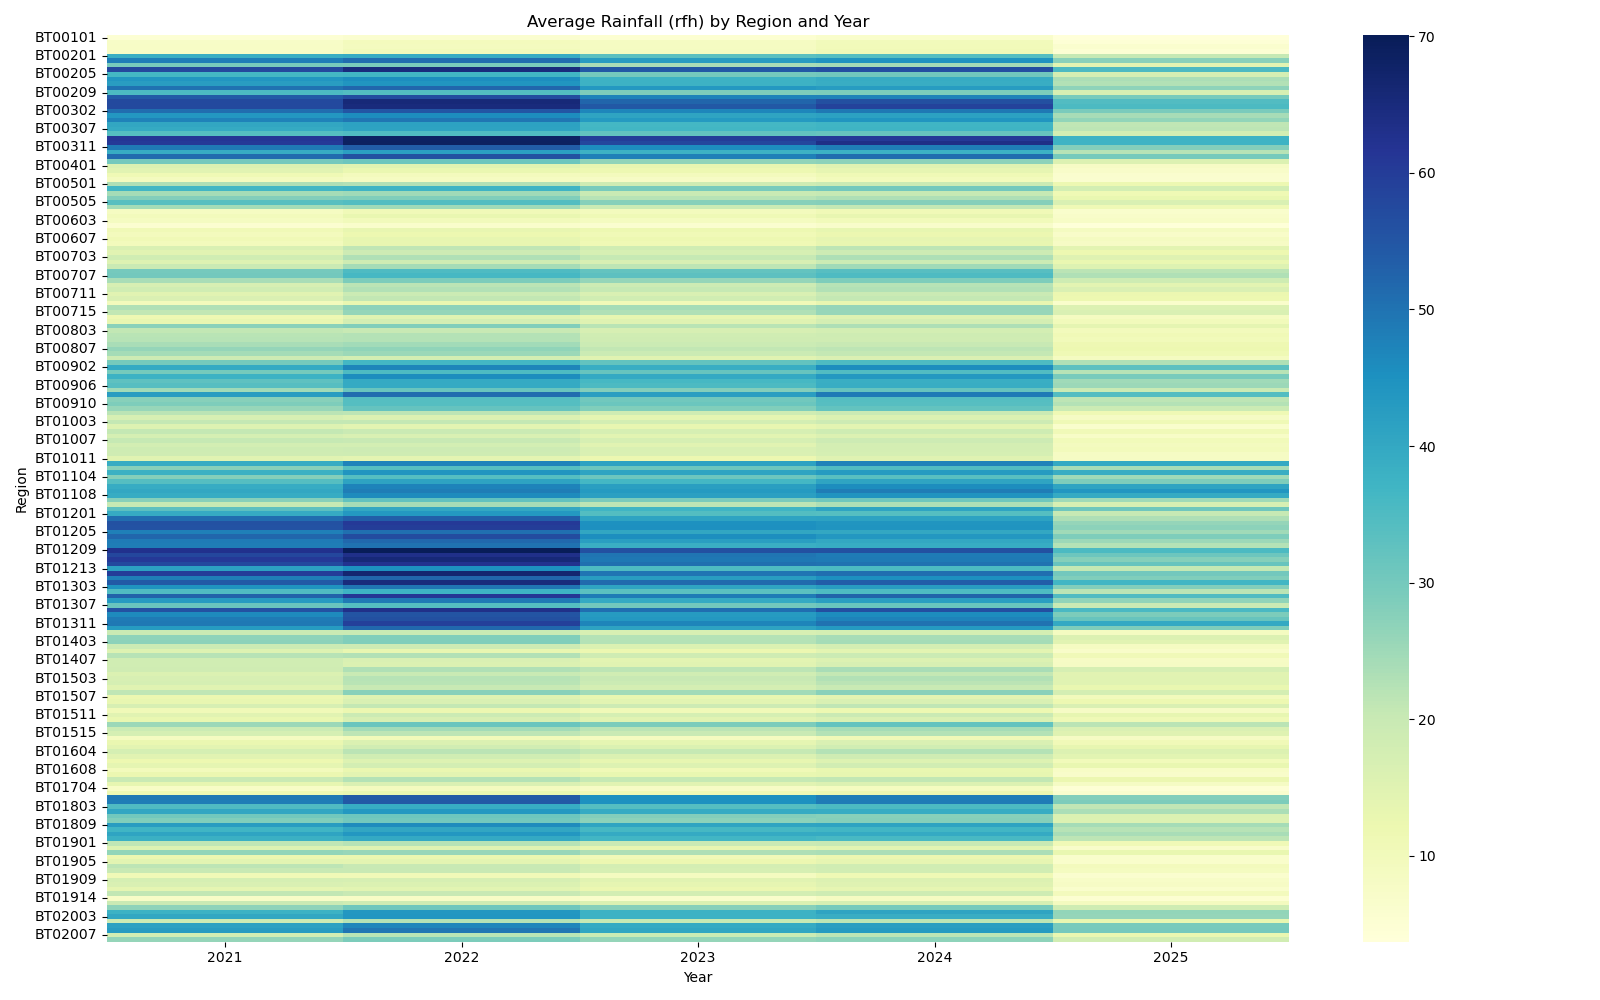 Average Rainfall (rfh) by Region and Year
BT00101
BT00201
BT00205
BT00209
BT00302
BT00307
BT00311
BT00401
BT00501
BT00505
BT00603
BT00607
BT00703
BT00707
BT00711
BT00715
BT00803
BT00807
BT00902
BT00906
BT00910
BT01003
BT01007
BT01011
BT01104
BT01108
BT01201
BT01205
BT01209
BT01213
BT01303
BT01307
BT01311
BT01403
BT01407
BT01503
BT01507
BT01511
BT01515
BT01604
BT01608
BT01704
BT01803
BT01809
BT01901
BT01905
BT01909
BT01914
BT02003
BT02007
Region
2021 2022 2023 2024 2025
Year
70
60
50
40
30
20
10